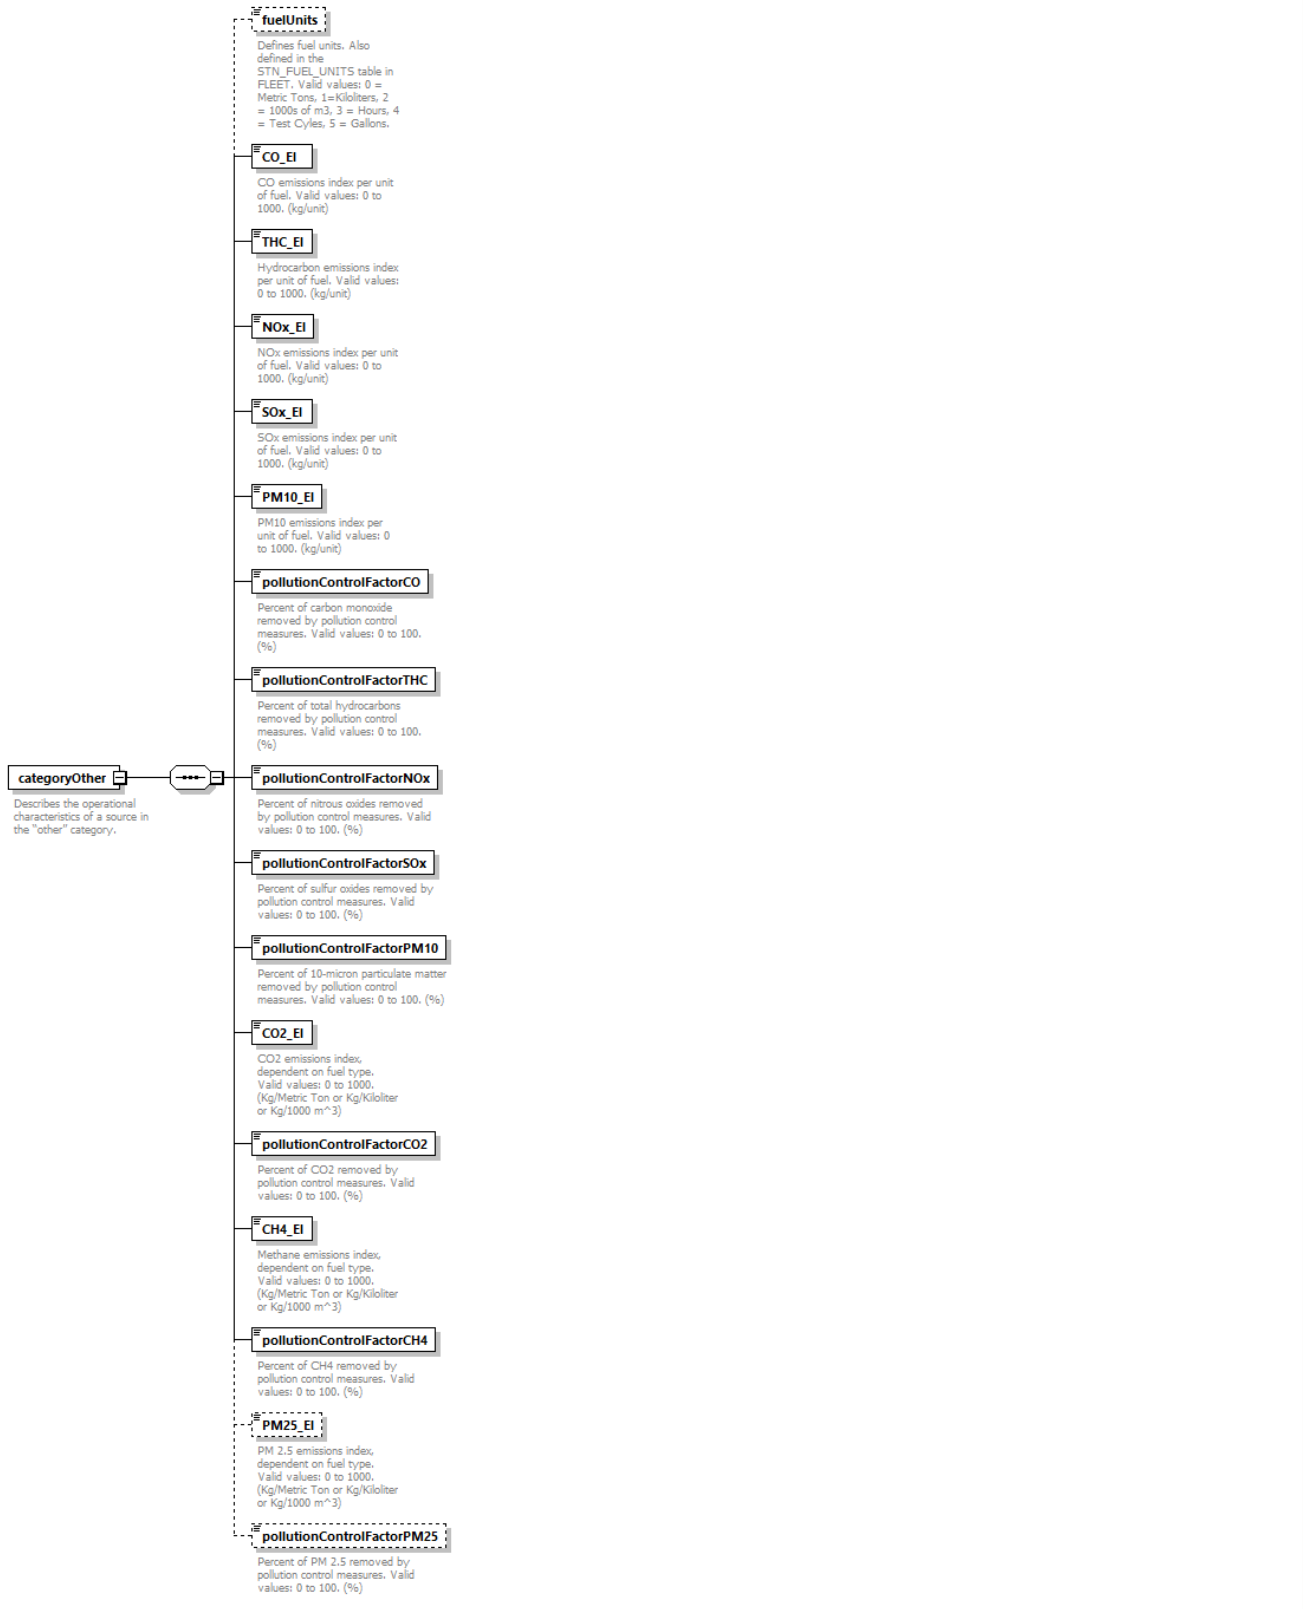 fuelUnits
Defines fuel units. Also
defined in the
STN_FUEL_UNITS table in
FLEET. Valid values: 0 =
Metric Tons, 1=Kiloliters, 2
= 1000s of m3, 3 = Hours, 4
= Test Cyles, 5 = Gallons.
CO_EI
CO emissions index per unit
of fuel. Valid values: 0 to
1000. (kg/unit)
THC_EI
Hydrocarbon emissions index
per unit of fuel. Valid values:
0 to 1000. (kg/unit)
NOx_EI
NOx emissions index per unit
of fuel. Valid values: 0 to
1000. (kg/unit)
SOx_EI
SOx emissions index per unit
of fuel. Valid values: 0 to
1000. (kg/unit)
PM10_EI
PM10 emissions index per
unit of fuel. Valid values: 0
to 1000. (kg/unit)
pollutionControlFactorCO
Percent of carbon monoxide
removed by pollution control
measures. Valid values: 0 to 100.
(%)
pollutionControlFactorTHC
Percent of total hydrocarbons
removed by pollution control
measures. Valid values: 0 to 100.
(%)
categoryOther
Describes the operational
characteristics of a source in
the "other" category.
pollutionControlFactorNOx
Percent of nitrous oxides removed
by pollution control measures. Valid
values: 0 to 100. (%)
pollutionControlFactorSOx
Percent of sulfur oxides removed by
pollution control measures. Valid
values: 0 to 100. (%)
pollutionControlFactorPM10
Percent of 10-micron particulate matter
removed by pollution control
measures. Valid values: 0 to 100. (%)
CO2_EI
CO2 emissions index,
dependent on fuel type.
Valid values: 0 to 1000.
(Kg/Metric Ton or Kg/Kiloliter
or Kg/1000 m^3)
pollutionControlFactorCO2
Percent of CO2 removed by
pollution control measures. Valid
values: 0 to 100. (%)
CH4_EI
Methane emissions index,
dependent on fuel type.
Valid values: 0 to 1000.
(Kg/Metric Ton or Kg/Kiloliter
or Kg/1000 m^3)
pollutionControlFactorCH4
Percent of CH4 removed by
pollution control measures. Valid
values: 0 to 100. (%)
PM25_EI
PM 2.5 emissions index,
dependent on fuel type.
Valid values: 0 to 1000.
(Kg/Metric Ton or Kg/Kiloliter
or Kg/1000 m^3)
pollutionControlFactorPM25
Percent of PM 2.5 removed by
pollution control measures. Valid
values: 0 to 100. (%)